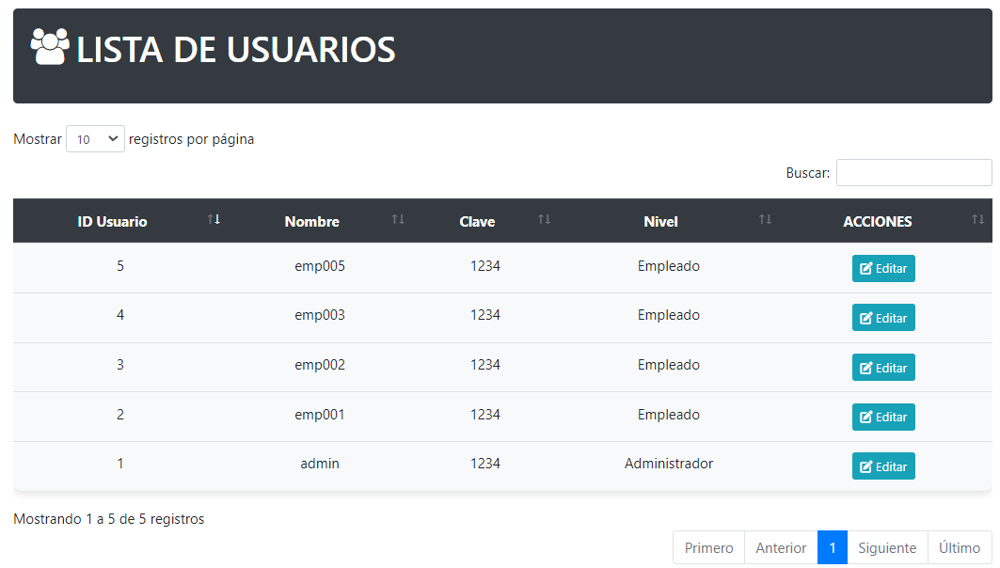 LISTA DE USUARIOS
Mostrar 10 registros por página
Buscar:
ID Usuario Nombre Clave Nivel ACCIONES
5 emp005 1234 Empleado Editar
4 emp003 1234 Empleado Editar
3 emp002 1234 Empleado Editar
2 emp001 1234 Empleado Editar
1 admin 1234 Administrador Editar
Mostrando 1 a 5 de 5 registros
Primero Anterior 1 Siguiente Último